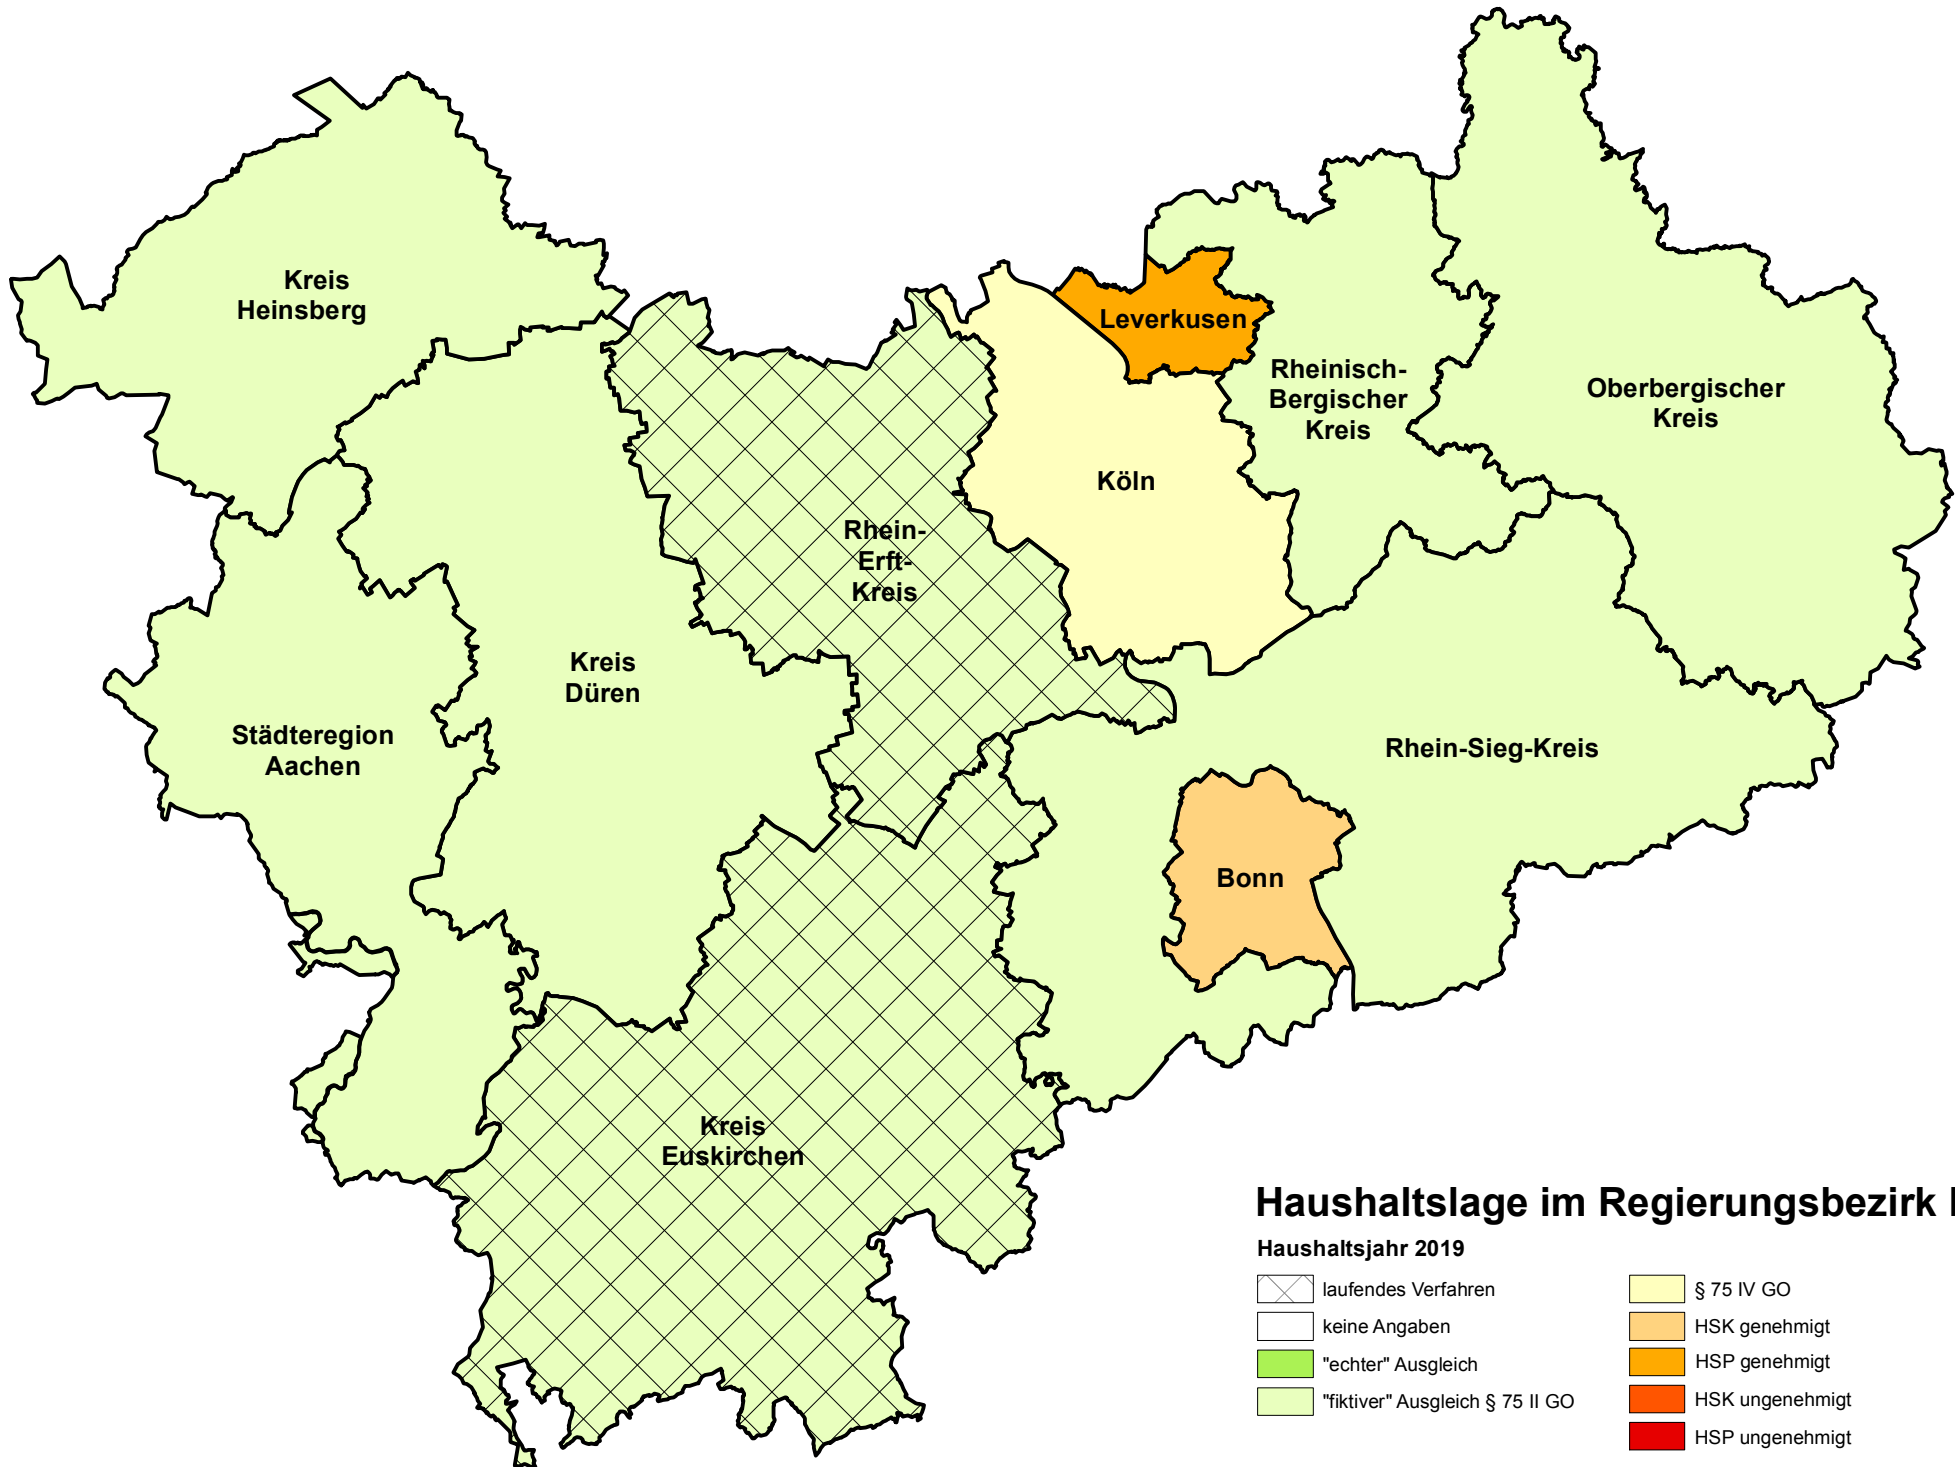 Kreis
Heinsberg
Leverkusen
Rheinisch-
Bergischer
Kreis
Oberbergischer
Kreis
Köln
Rhein-
Erft-
Kreis
Kreis
Düren
Städteregion
Aachen
Rhein-Sieg-Kreis
Bonn
Kreis
Euskirchen
Haushaltslage im Regierungsbezirk
Haushaltsjahr 2019
laufendes Verfahren
keine Angaben
"echter" Ausgleich
"fiktiver" Ausgleich § 75 II GO
§ 75 IV GO
HSK genehmigt
HSP genehmigt
HSK ungenehmigt
HSP ungenehmigt